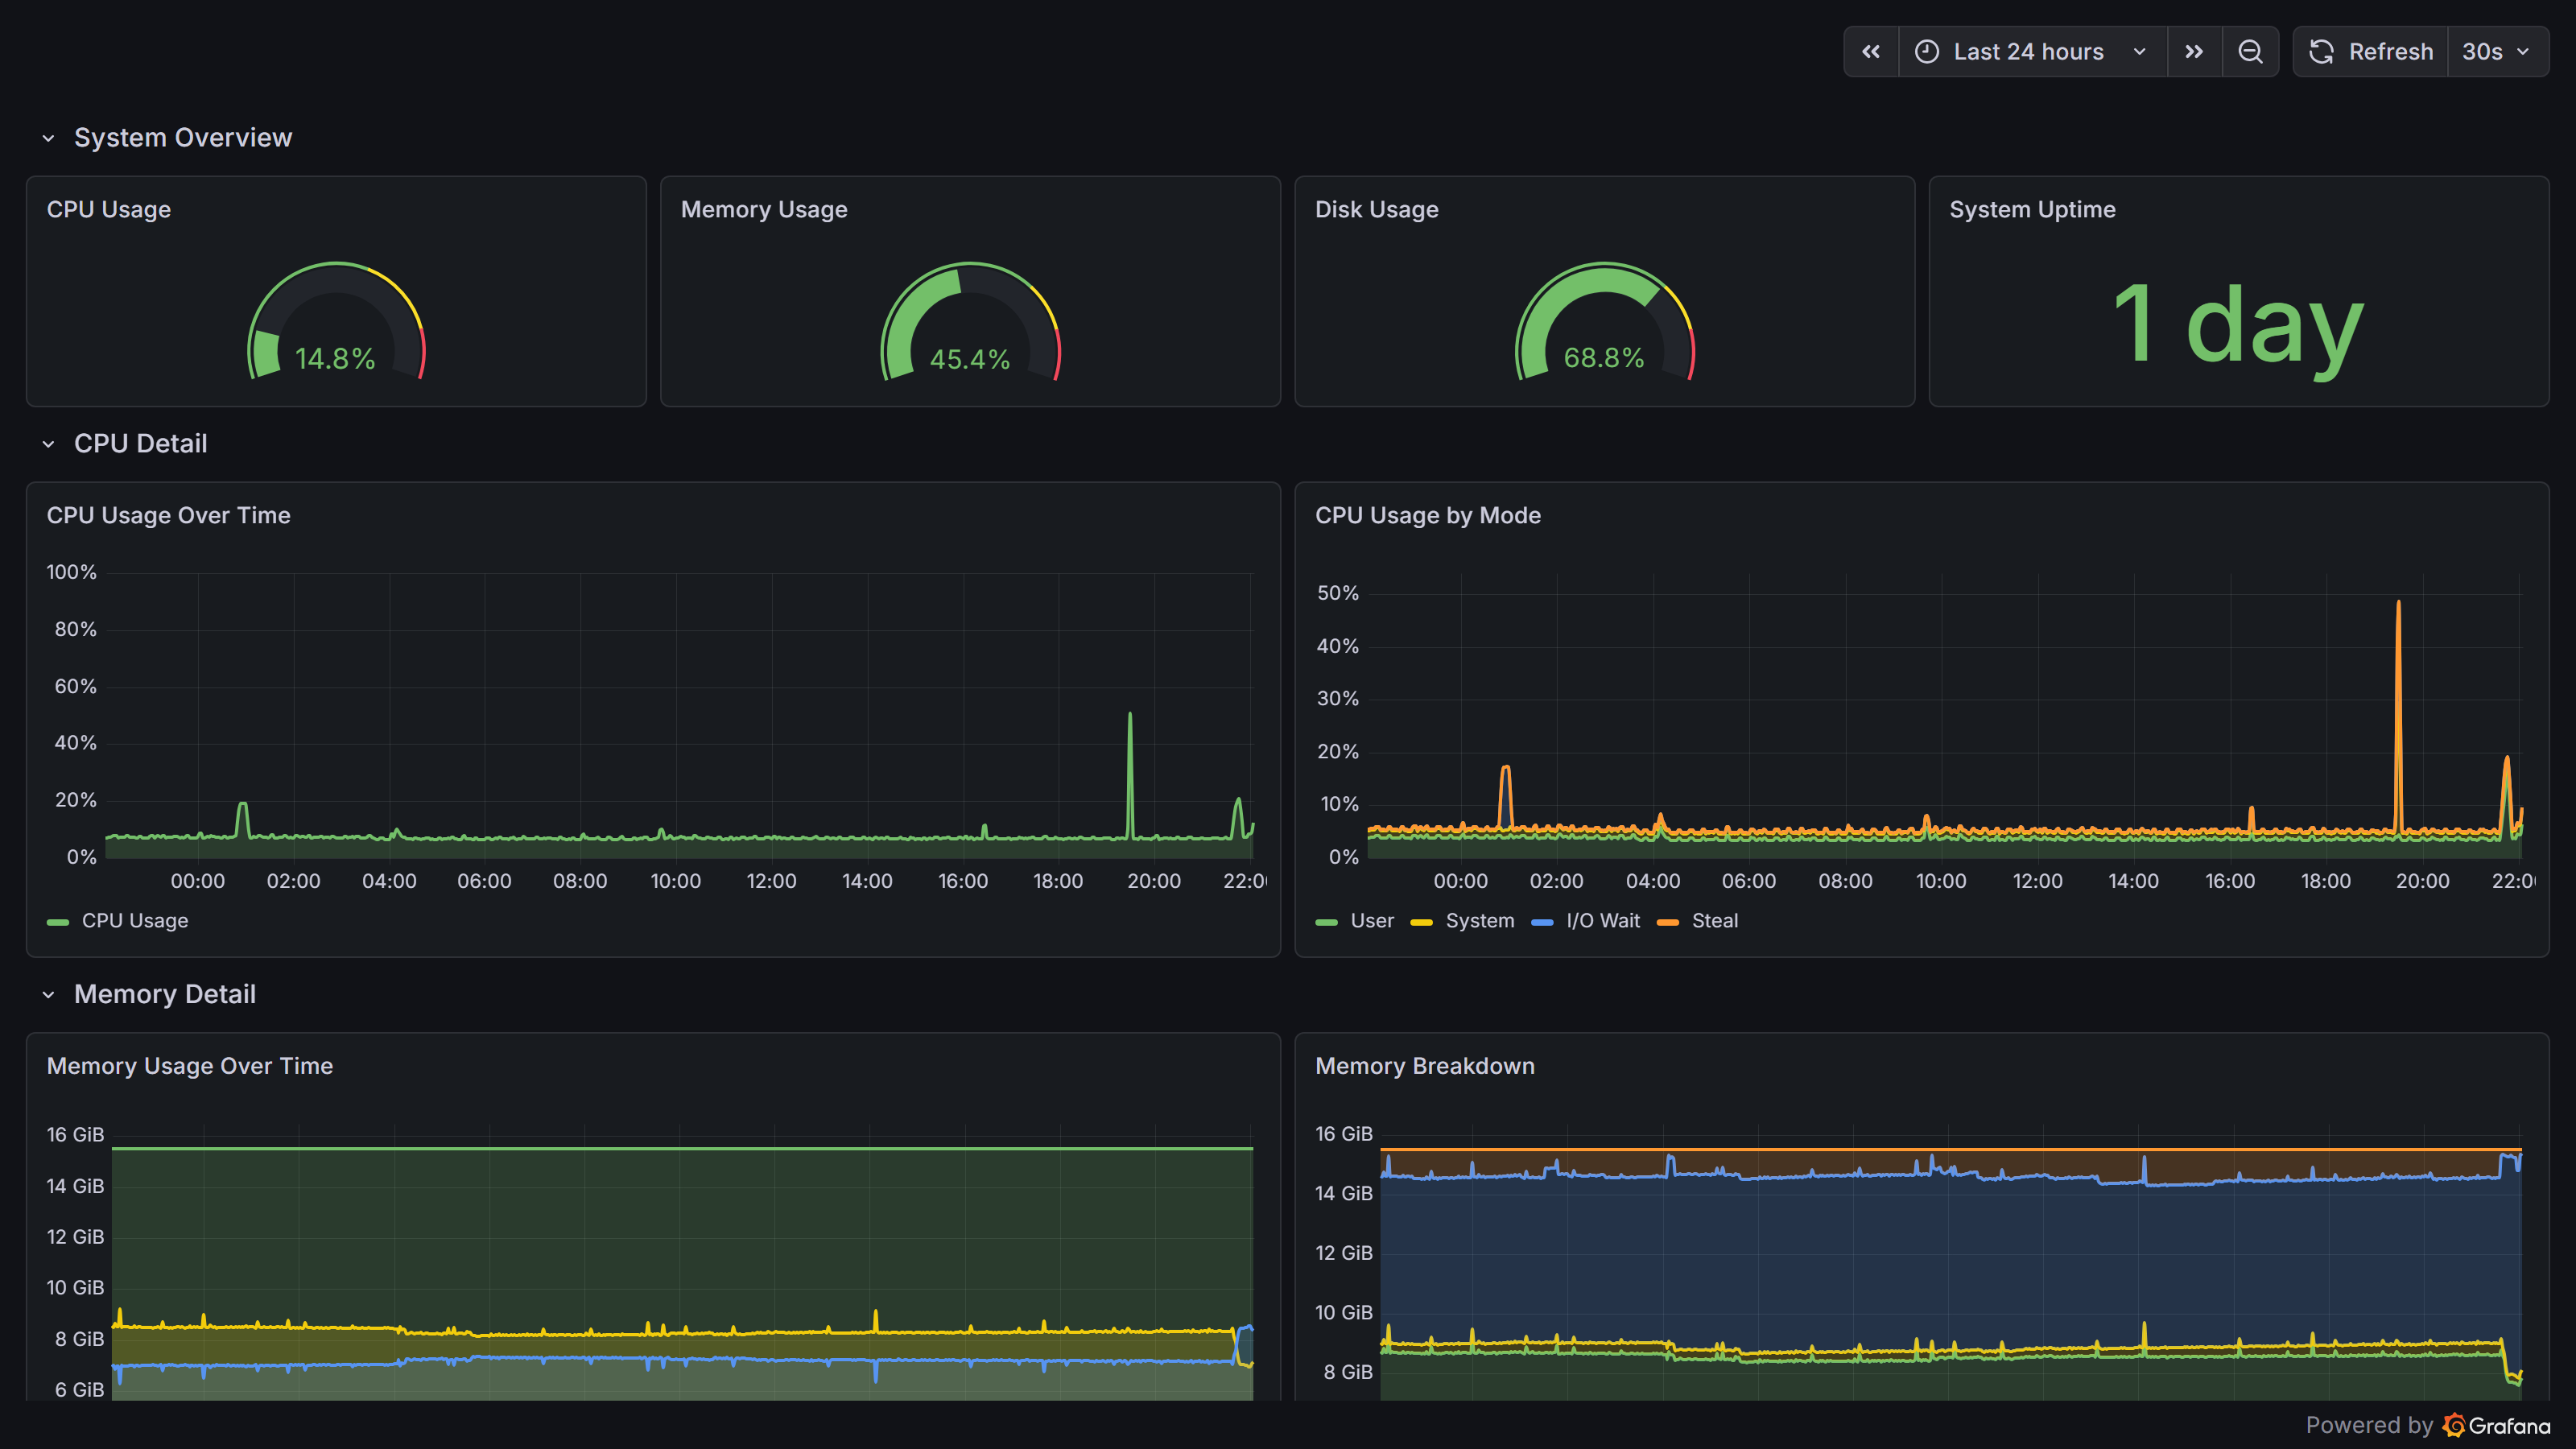 Last 24 hours
Refresh
30s
System Overview
CPU Usage
Memory Usage
Disk Usage
System Uptime
14.8%
45.4%
68.8%
1 day
CPU Detail
CPU Usage Over Time
100%
80%
60%
40%
20%
0%
00:00 02:00 04:00 06:00 08:00 10:00 12:00 14:00 16:00 18:00 20:00 22:0
CPU Usage
CPU Usage by Mode
50%
40%
30%
20%
10%
0%
00:00 02:00 04:00 06:00 08:00 10:00 12:00 14:00 16:00 18:00 20:00 22:0
User System I/O Wait Steal
Memory Detail
Memory Usage Over Time
16 GiB
14 GiB
12 GiB
10 GiB
8 GiB
6 GiB
Memory Breakdown
16 GiB
14 GiB
12 GiB
10 GiB
8 GiB
Powered by Grafana